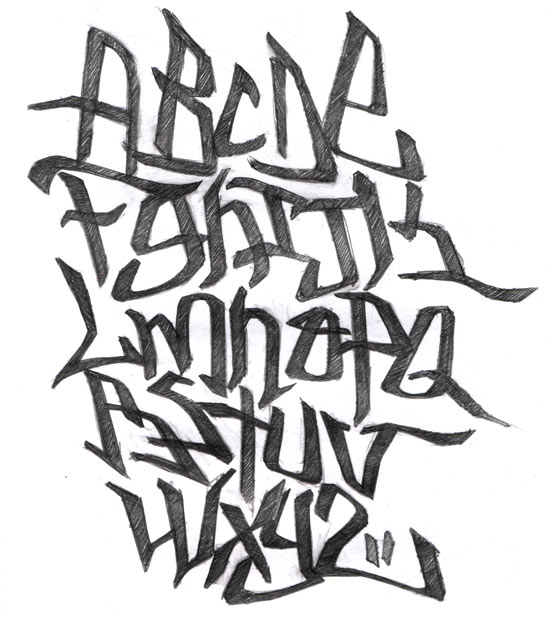 ABCDE
FGHIJK
LMNOPQ
RSTUV
WXYZ"